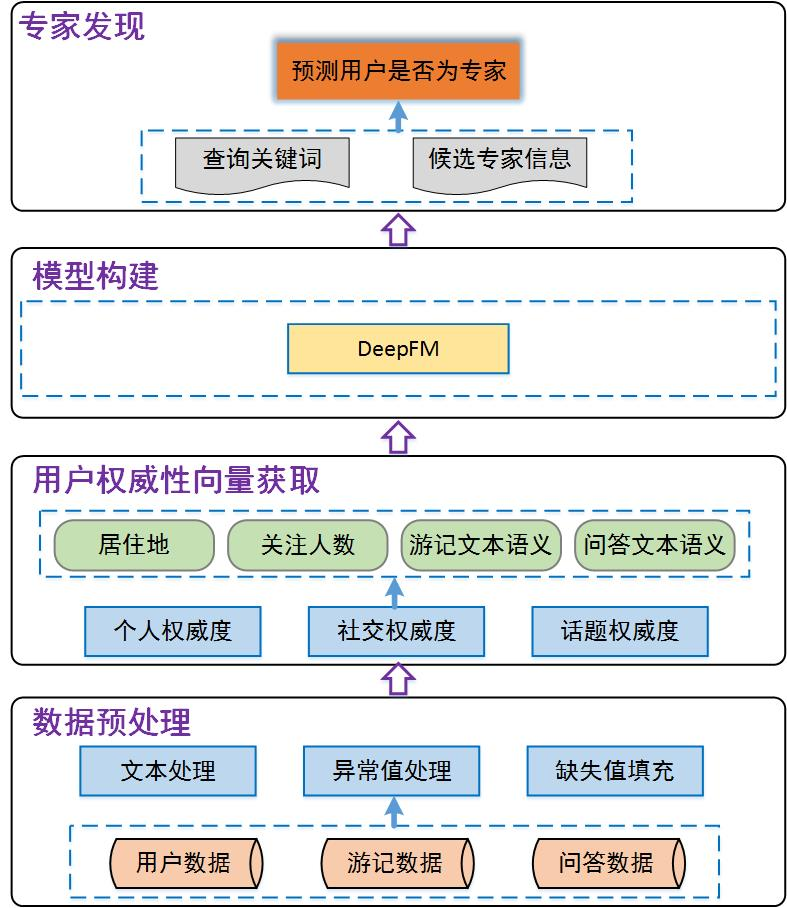 专家发现
预测用户是否为专家
查询关键词
候选专家信息
模型构建
DeepFM
用户权威性向量获取
居住地
关注人数
游记文本语义
问答文本语义
个人权威度
社交权威度
话题权威度
数据预处理
文本处理
异常值处理
缺失值填充
用户数据
游记数据
问答数据